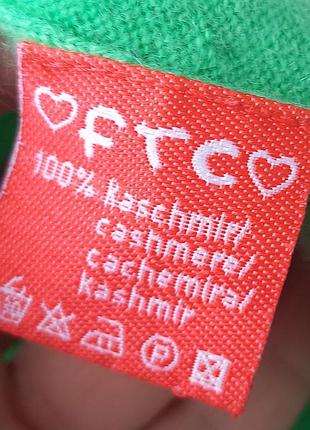 ♡ ftc ♡
100% kaschmir/
cashmere/
cachemire/
kashmir
P